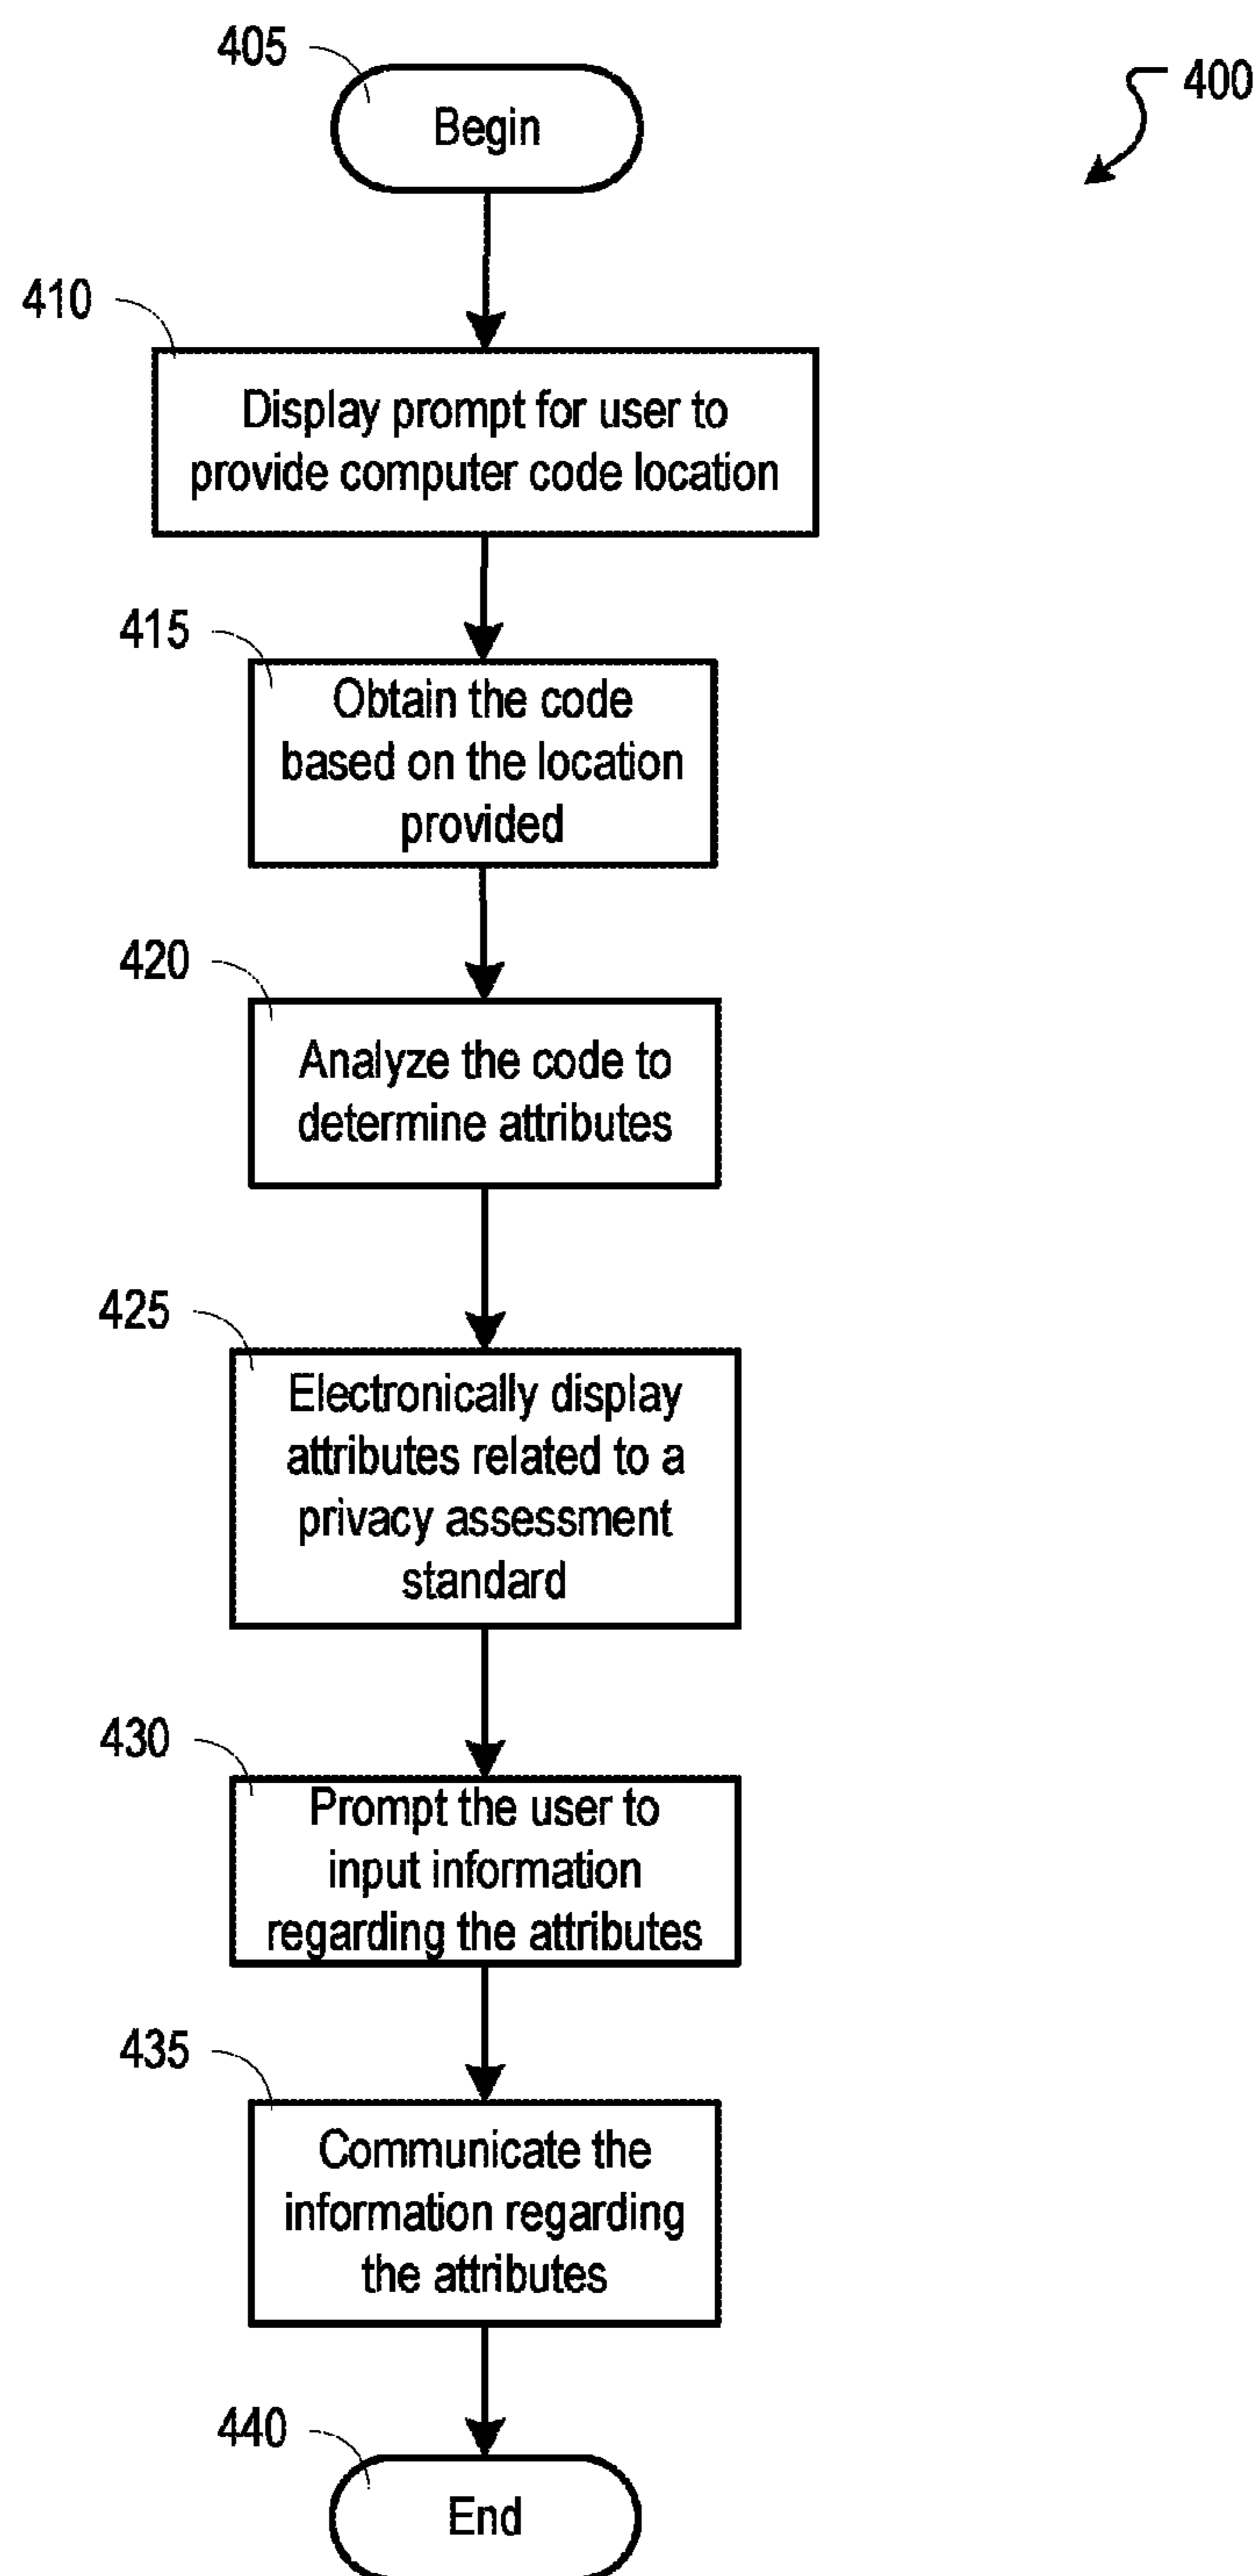 405
Begin
400
410
Display prompt for user to
provide computer code location
415
Obtain the code
based on the location
provided
420
Analyze the code to
determine attributes
425
Electronically display
attributes related to a
privacy assessment
standard
430
Prompt the user to
input information
regarding the attributes
435
Communicate the
information regarding
the attributes
440
End